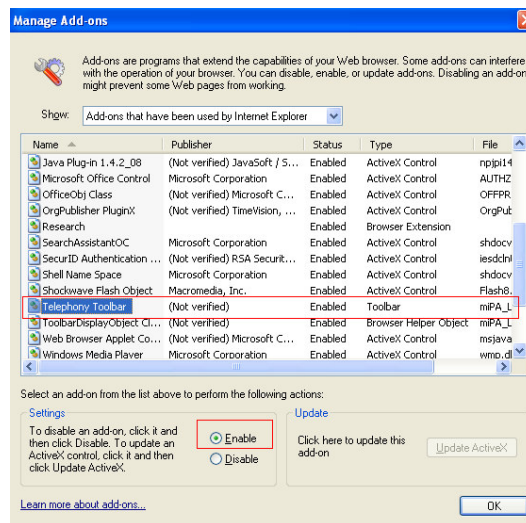 Manage Add-ons
Add-ons are programs that extend the capabilities of your Web browser. Some add-ons can interfere
with the operation of your browser. You can disable, enable, or update add-ons. Disabling an add-on
might prevent some Web pages from working.
Show: Add-ons that have been used by Internet Explorer
Name Publisher Status Type File
Java Plug-in 1.4.2_08 (Not verified) JavaSoft / S... Enabled ActiveX Control npjpi14
Microsoft Office Control Microsoft Corporation Enabled ActiveX Control AUTHZ
OfficeObj Class (Not verified) Microsoft C... Enabled ActiveX Control OFFPR
OrgPublisher PluginX (Not verified) TimeVision, ... Enabled ActiveX Control OrgPub
Research Enabled Browser Extension
SearchAssistantOC Microsoft Corporation Enabled ActiveX Control shdocv
SecurID Authentication ... (Not verified) RSA Securit... Enabled ActiveX Control iesdcln
Shell Name Space Microsoft Corporation Enabled ActiveX Control shdocv
Shockwave Flash Object Macromedia, Inc. Enabled ActiveX Control Flash8.
Telephony Toolbar (Not verified) Enabled Toolbar miPA_L
ToolbarDisplayObject Cl... (Not verified) Enabled Browser Helper Object miPA_L
Web Browser Applet Co... (Not verified) Microsoft C... Enabled ActiveX Control msjava
Windows Media Player Microsoft Corporation Enabled ActiveX Control wmp.dl
Select an add-on from the list above to perform the following actions:
Settings
To disable an add-on, click it and
then click Disable. To update an
ActiveX control, click it and then
click Update ActiveX.
Enable
Disable
Update
Click here to update this
add-on
Update ActiveX
Learn more about add-ons...
OK